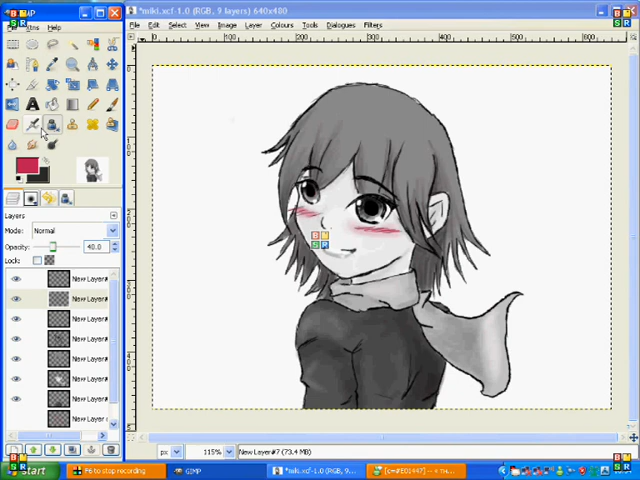 *miki.xcf-1.0 (RGB, 9 layers) 640x480
Xtns Help
File Edit Select View Image Layer Colours Tools Dialogues Filters
0 100 200 300 400 500 600
Layers
Mode: Normal
Opacity: 48.0
Lock:
New Layer#
New Layer#
New Layer#
New Layer#
New Layer#
New Layer#
New Layer#
New Layer
px 115% New Layer#7 (73.4 MB)
start F6 to stop recording GIMP *miki.xcf-1.0 (RGB, 9 l...
B S R